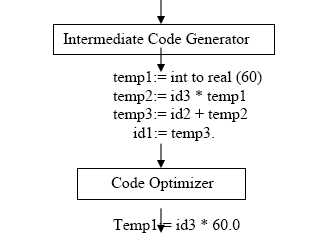 Intermediate Code Generator
temp1:= int to real (60)
temp2:= id3 * temp1
temp3:= id2 + temp2
id1:= temp3.
Code Optimizer
Temp1:= id3 * 60.0